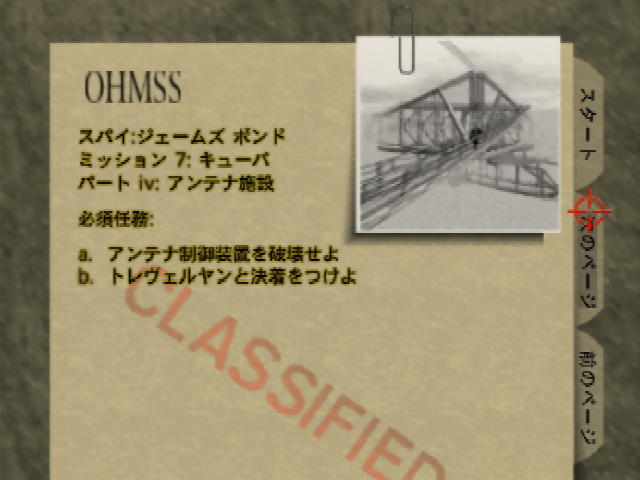 OHMSS
スパイ:ジェームズ ボンド
ミッション 7: キューバ
パート iv: アンテナ施設
必須任務:
a. アンテナ制御装置を破壊せよ
b. トレヴェルヤンと決着をつけよ
CLASSIFIED
スタート
のページ
前のページ